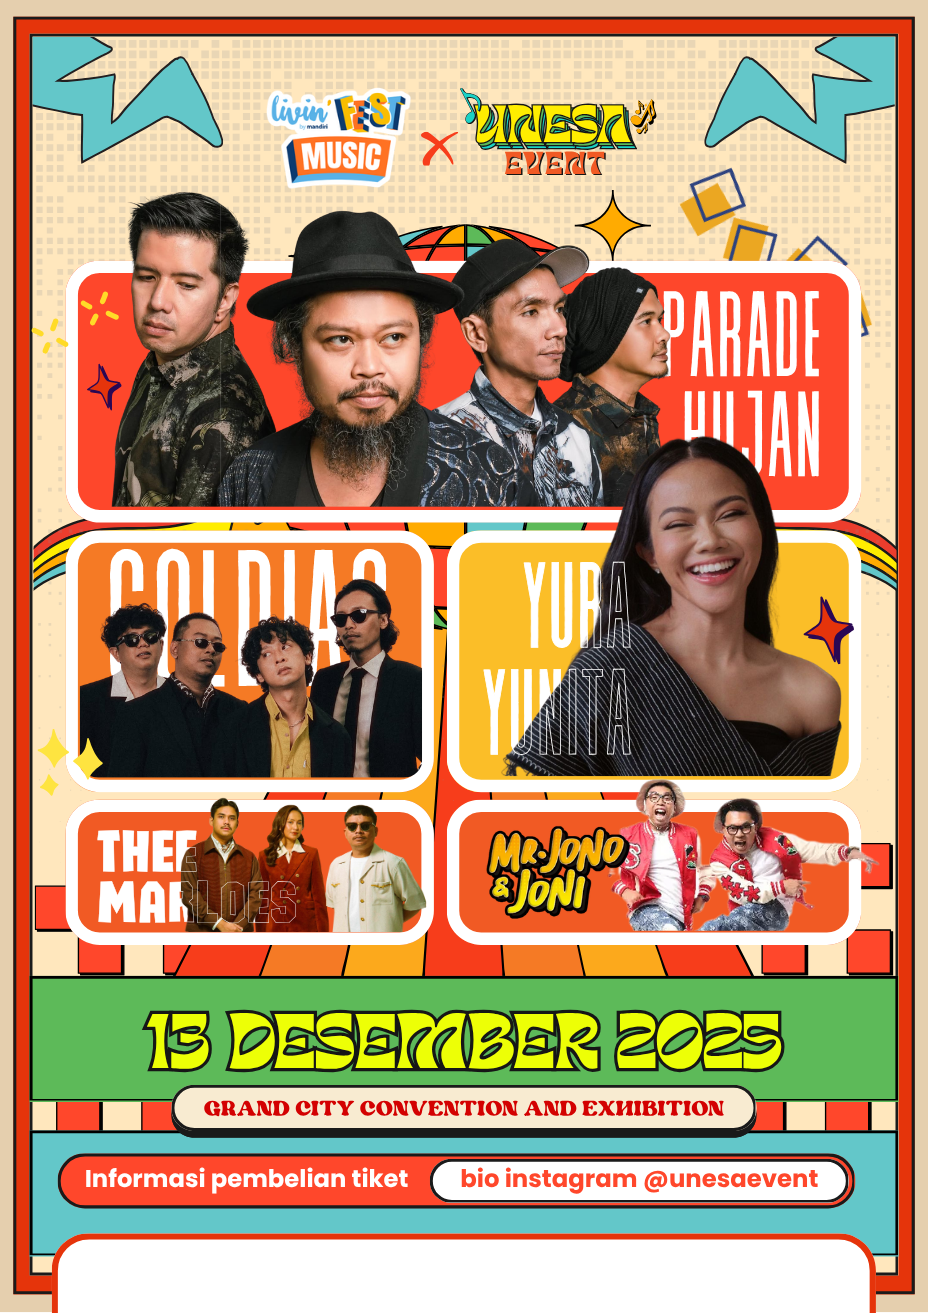 livin' FEST
by mandiri
MUSIC
X
UNESA
EVENT
PARADE
HUJAN
COLDIAC
YURA
YUNITA
THEE
MARLOES
MR. JONO
& JONI
13 DESEMBER 2025
GRAND CITY CONVENTION AND EXHIBITION
Informasi pembelian tiket
bio instagram @unesaevent